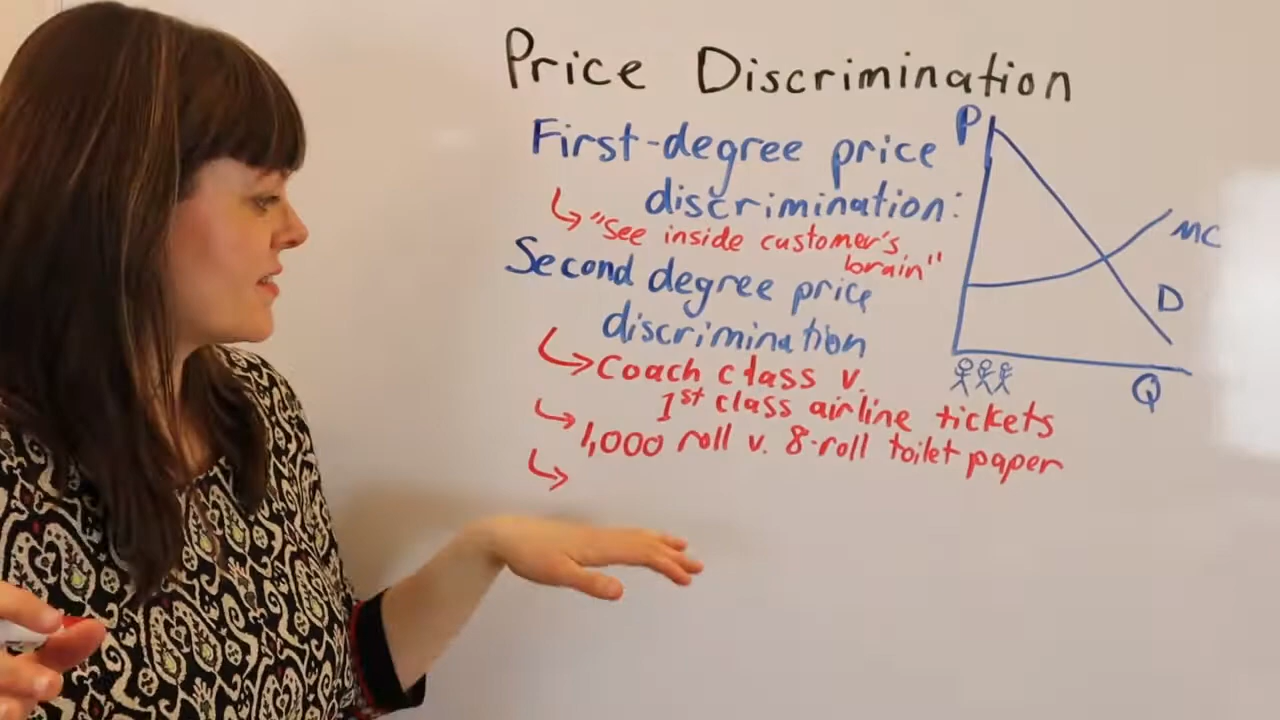 Price Discrimination
First-degree price
discrimination:
"See inside customer's
brain"
Second degree price
discrimination
Coach class v.
1st class airline tickets
1,000 roll v. 8-roll toilet paper
P
MC
D
Q